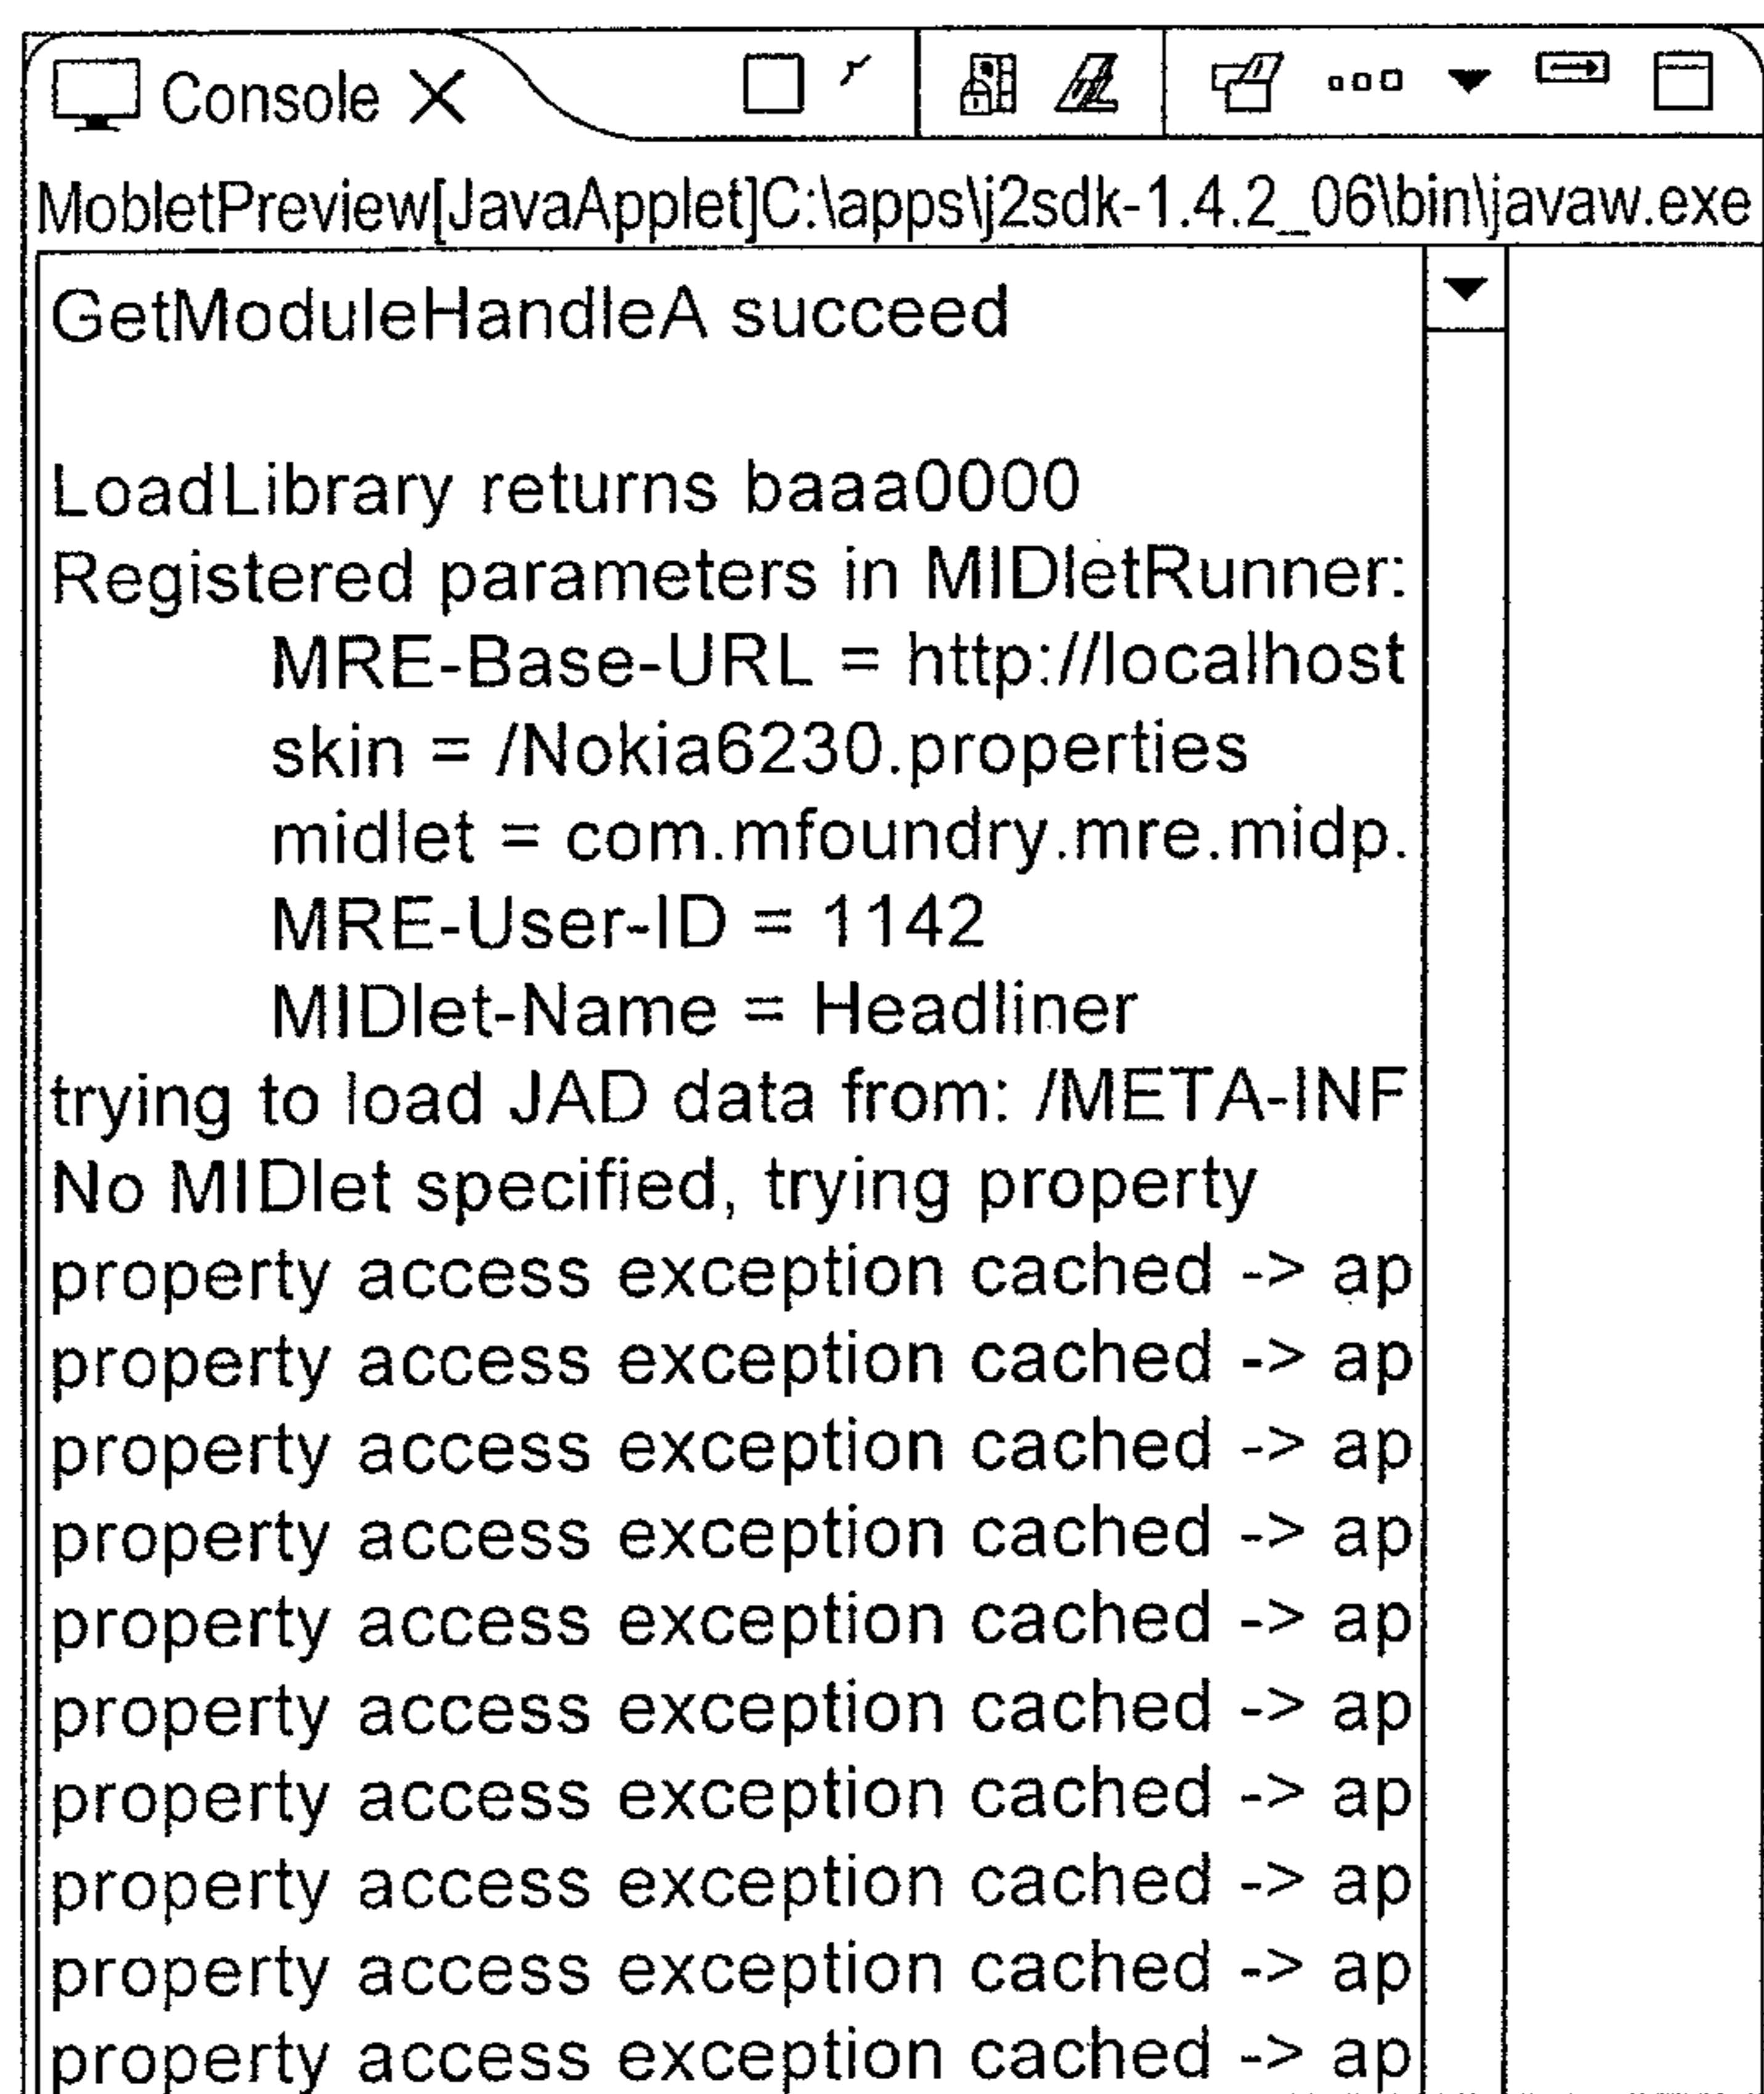 Console
MobletPreview[JavaApplet]C:\apps\j2sdk-1.4.2_06\bin\javaw.exe
GetModuleHandleA succeed
LoadLibrary returns baaa0000
Registered parameters in MIDletRunner:
MRE-Base-URL = http://localhost
skin = /Nokia6230.properties
midlet = com.mfoundry.mre.midp.
MRE-User-ID = 1142
MIDlet-Name = Headliner
trying to load JAD data from: /META-INF
No MIDlet specified, trying property
property access exception cached -> ap
property access exception cached -> ap
property access exception cached -> ap
property access exception cached -> ap
property access exception cached -> ap
property access exception cached -> ap
property access exception cached -> ap
property access exception cached -> ap
property access exception cached -> ap
property access exception cached -> ap